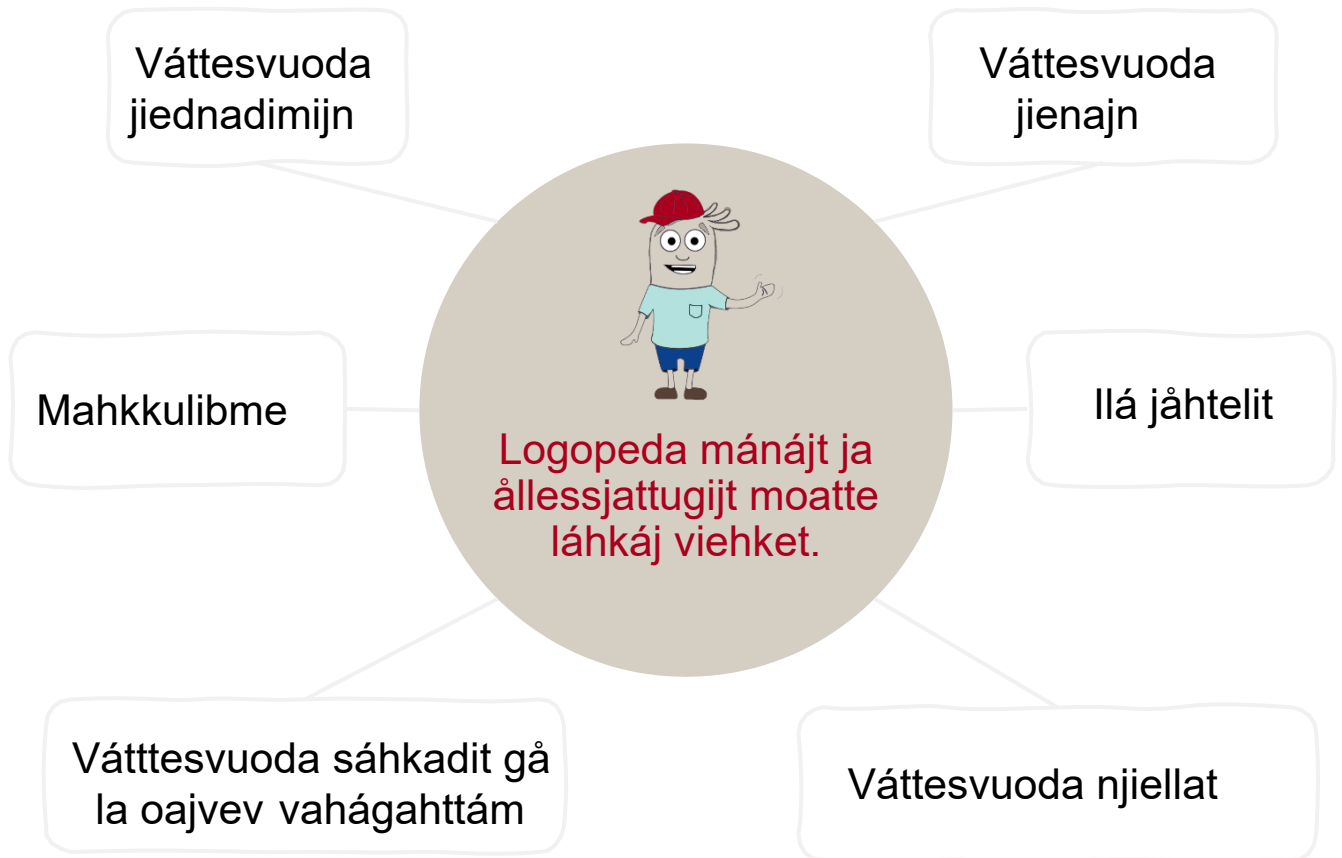 Váttesvuoda
jiednadimijn
Váttesvuoda
jienajn
Mahkkulibme
Ilá jåhtelit
Logopeda mánájt ja
ållessjattugijt moatte
láhkáj viehket.
Vátttesvuoda sáhkadit gå
la oajvev vahágahttám
Váttesvuoda njiellat